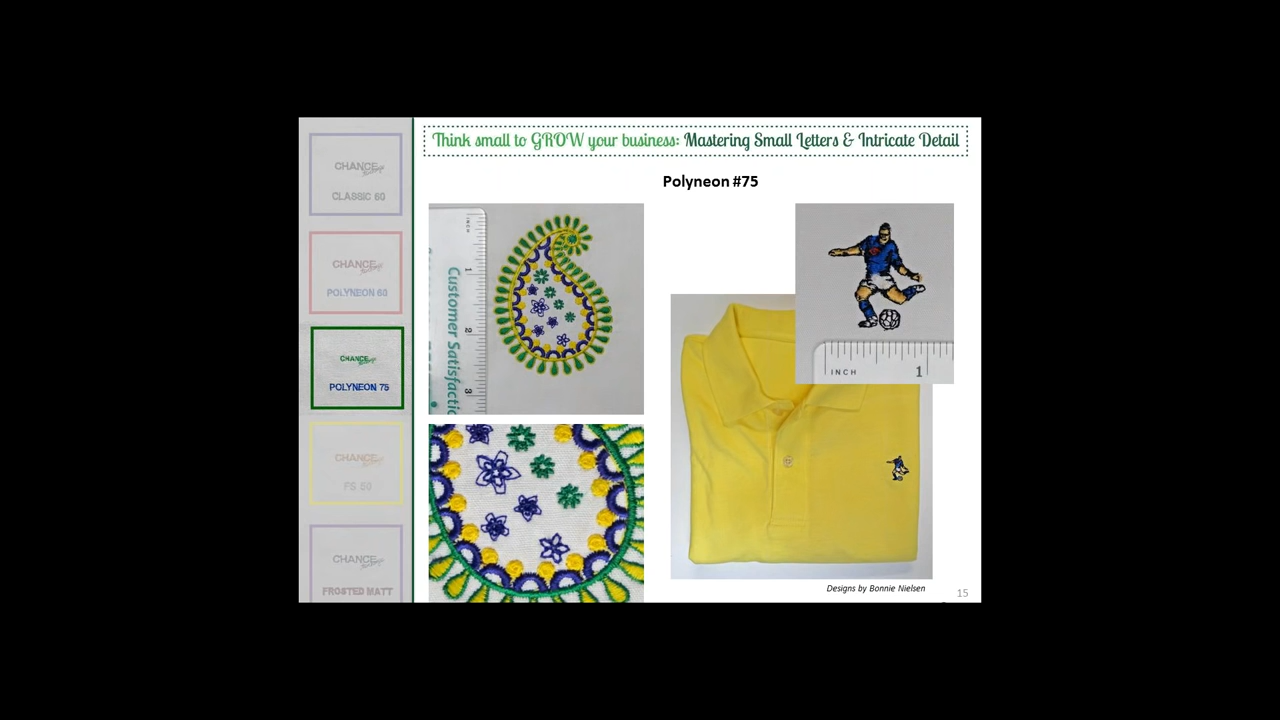 Think small to GROW your business: Mastering Small Letters & Intricate Detail
Polyneon #75
CHANCE
CLASSIC 60
CHANCE
POLYNEON 60
CHANCE
POLYNEON 75
CHANCE
FS 50
CHANCE
FROSTED MATT
INCH
1
2
3
Customer Satisfactio
INCH
1
Designs by Bonnie Nielsen
15